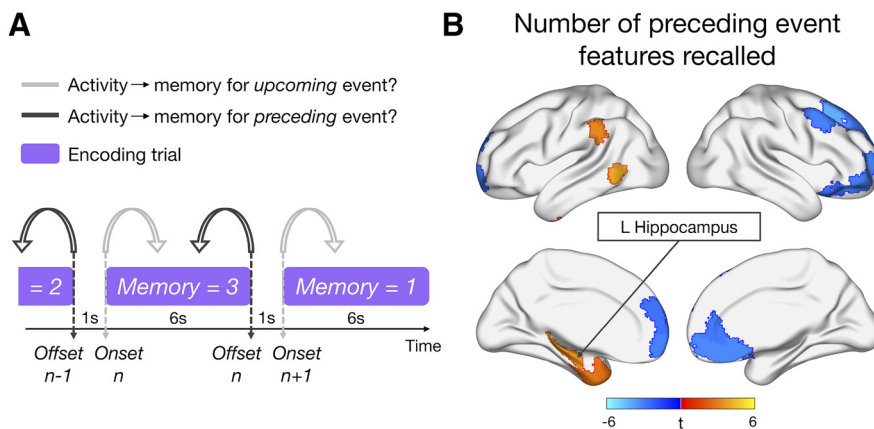 A
Activity → memory for upcoming event?
Activity → memory for preceding event?
Encoding trial
= 2
Memory = 3
Memory = 1
1s
6s
1s
6s
Time
Offset
n-1
Onset
n
Offset
n
Onset
n+1
B
Number of preceding event
features recalled
L Hippocampus
-6
t
6